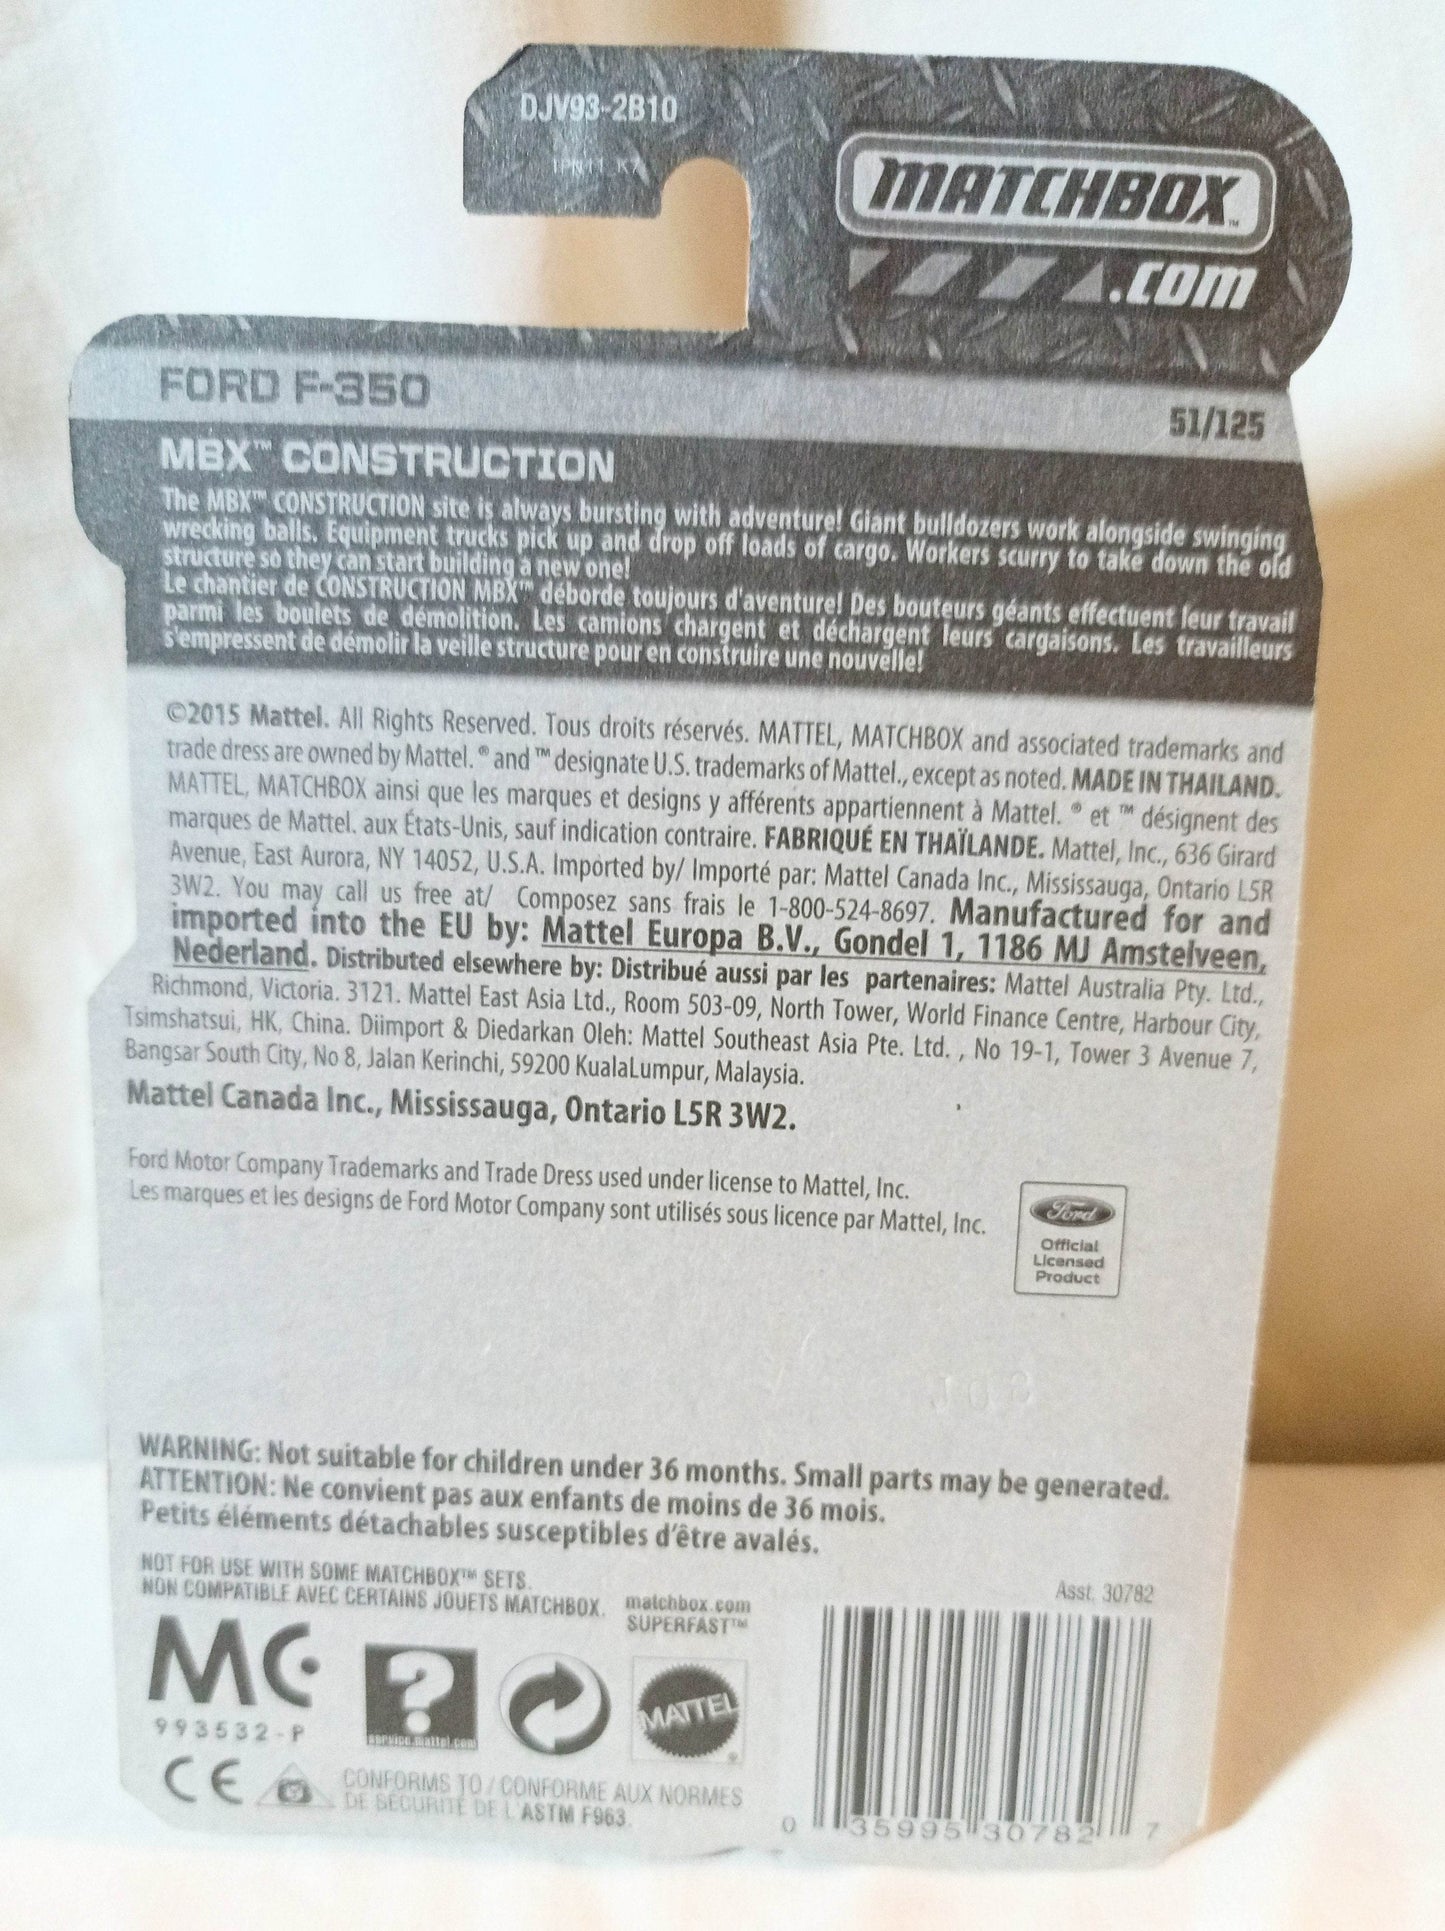 DJV93-2B10
1PN11 K7
MATCHBOX™
.com
FORD F-350
51/125
MBX™ CONSTRUCTION
The MBX™ CONSTRUCTION site is always bursting with adventure! Giant bulldozers work alongside swinging
wrecking balls. Equipment trucks pick up and drop off loads of cargo. Workers scurry to take down the old
structure so they can start building a new one!
Le chantier de CONSTRUCTION MBX™ déborde toujours d'aventure! Des bouteurs géants effectuent leur travail
parmi les boulets de démolition. Les camions chargent et déchargent leurs cargaisons. Les travailleurs
s'empressent de démolir la veille structure pour en construire une nouvelle!
©2015 Mattel. All Rights Reserved. Tous droits réservés. MATTEL, MATCHBOX and associated trademarks and
trade dress are owned by Mattel. ® and ™ designate U.S. trademarks of Mattel., except as noted. MADE IN THAILAND.
MATTEL, MATCHBOX ainsi que les marques et designs y afférents appartiennent à Mattel. ® et ™ désignent des
marques de Mattel. aux États-Unis, sauf indication contraire. FABRIQUÉ EN THAÏLANDE. Mattel, Inc., 636 Girard
Avenue, East Aurora, NY 14052, U.S.A. Imported by/ Importé par: Mattel Canada Inc., Mississauga, Ontario L5R
3W2. You may call us free at/ Composez sans frais le 1-800-524-8697. Manufactured for and
imported into the EU by: Mattel Europa B.V., Gondel 1, 1186 MJ Amstelveen,
Nederland. Distributed elsewhere by: Distribué aussi par les partenaires: Mattel Australia Pty. Ltd.,
Richmond, Victoria. 3121. Mattel East Asia Ltd., Room 503-09, North Tower, World Finance Centre, Harbour City,
Tsimshatsui, HK, China. Diimport & Diedarkan Oleh: Mattel Southeast Asia Pte. Ltd. , No 19-1, Tower 3 Avenue 7,
Bangsar South City, No 8, Jalan Kerinchi, 59200 KualaLumpur, Malaysia.
Mattel Canada Inc., Mississauga, Ontario L5R 3W2.
Ford Motor Company Trademarks and Trade Dress used under license to Mattel, Inc.
Les marques et les designs de Ford Motor Company sont utilisés sous licence par Mattel, Inc.
Ford
Official
Licensed
Product
WARNING: Not suitable for children under 36 months. Small parts may be generated.
ATTENTION: Ne convient pas aux enfants de moins de 36 mois.
Petits éléments détachables susceptibles d'être avalés.
NOT FOR USE WITH SOME MATCHBOX™ SETS.
NON COMPATIBLE AVEC CERTAINS JOUETS MATCHBOX.
matchbox.com
SUPERFAST™
Asst. 30782
MC
993532-P
?
service.mattel.com
MATTEL®
CE
CONFORMS TO / CONFORME AUX NORMES
DE SÉCURITÉ DE L'ASTM F963.
0 35995 30782 7